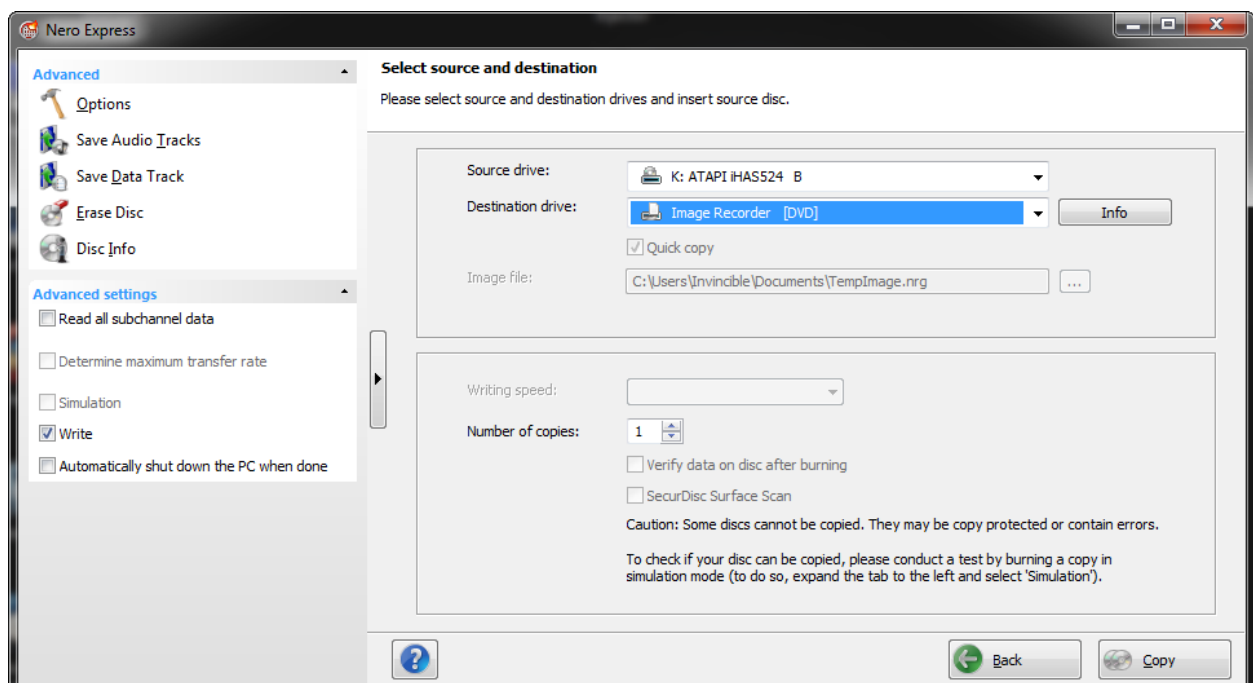 Nero Express
Advanced
Options
Save Audio Tracks
Save Data Track
Erase Disc
Disc Info
Advanced settings
Read all subchannel data
Determine maximum transfer rate
Simulation
Write
Automatically shut down the PC when done
Select source and destination
Please select source and destination drives and insert source disc.
Source drive: K: ATAPI iHAS524 B
Destination drive: Image Recorder [DVD] Info
Quick copy
Image file: C:\Users\Invincible\Documents\TempImage.nrg ...
Writing speed:
Number of copies: 1
Verify data on disc after burning
SecurDisc Surface Scan
Caution: Some discs cannot be copied. They may be copy protected or contain errors.
To check if your disc can be copied, please conduct a test by burning a copy in
simulation mode (to do so, expand the tab to the left and select 'Simulation').
? Back Copy